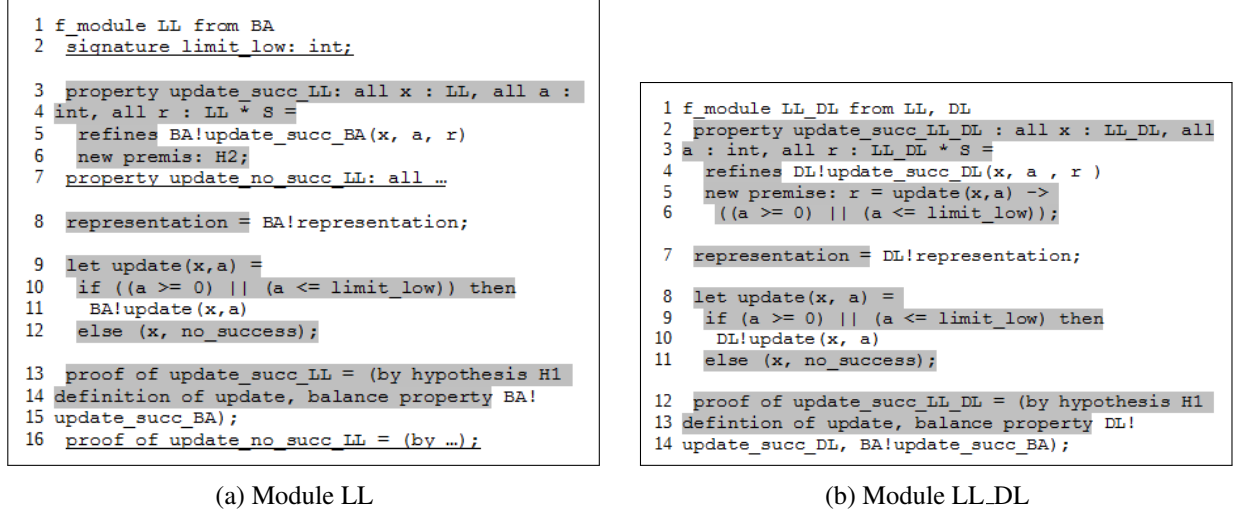 1 f_module LL from BA
2 signature limit_low: int;
3 property update_succ_LL: all x : LL, all a :
4 int, all r : LL * S =
5 refines BA!update_succ_BA(x, a, r)
6 new premis: H2;
7 property update_no_succ_LL: all …
8 representation = BA!representation;
9 let update(x,a) =
10 if ((a >= 0) || (a <= limit_low)) then
11 BA!update(x,a)
12 else (x, no_success);
13 proof of update_succ_LL = (by hypothesis H1
14 definition of update, balance property BA!
15 update_succ_BA);
16 proof of update_no_succ_LL = (by …);
(a) Module LL
1 f_module LL_DL from LL, DL
2 property update_succ_LL_DL : all x : LL_DL, all
3 a : int, all r : LL_DL * S =
4 refines DL!update_succ_DL(x, a , r )
5 new premise: r = update(x,a) ->
6 ((a >= 0) || (a <= limit_low));
7 representation = DL!representation;
8 let update(x, a) =
9 if (a >= 0) || (a <= limit_low) then
10 DL!update(x, a)
11 else (x, no_success);
12 proof of update_succ_LL_DL = (by hypothesis H1
13 defintion of update, balance property DL!
14 update_succ_DL, BA!update_succ_BA);
(b) Module LL_DL